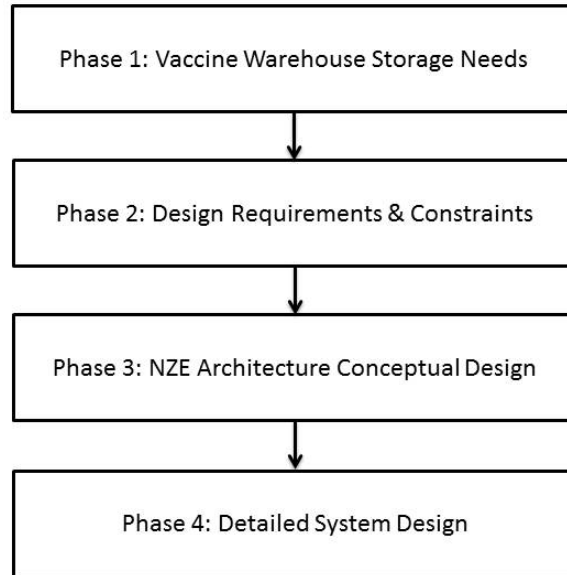 Phase 1: Vaccine Warehouse Storage Needs
Phase 2: Design Requirements & Constraints
Phase 3: NZE Architecture Conceptual Design
Phase 4: Detailed System Design